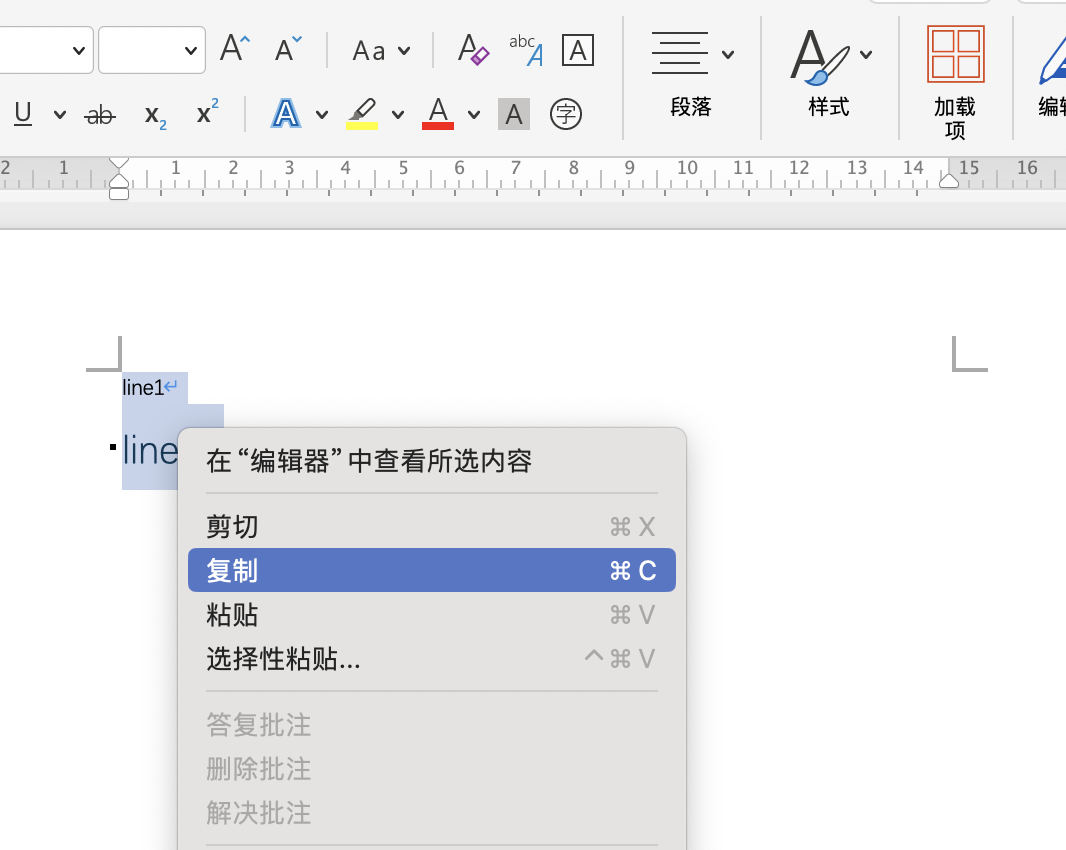 A A Aa A abc A A
U ab x2 x2 A A A 字
段落
样式
加载
项
编辑
2 1 1 2 3 4 5 6 7 8 9 10 11 12 13 14 15 16
line1↵
line
在“编辑器”中查看所选内容
剪切 ⌘ X
复制 ⌘ C
粘贴 ⌘ V
选择性粘贴... ^⌘ V
答复批注
删除批注
解决批注